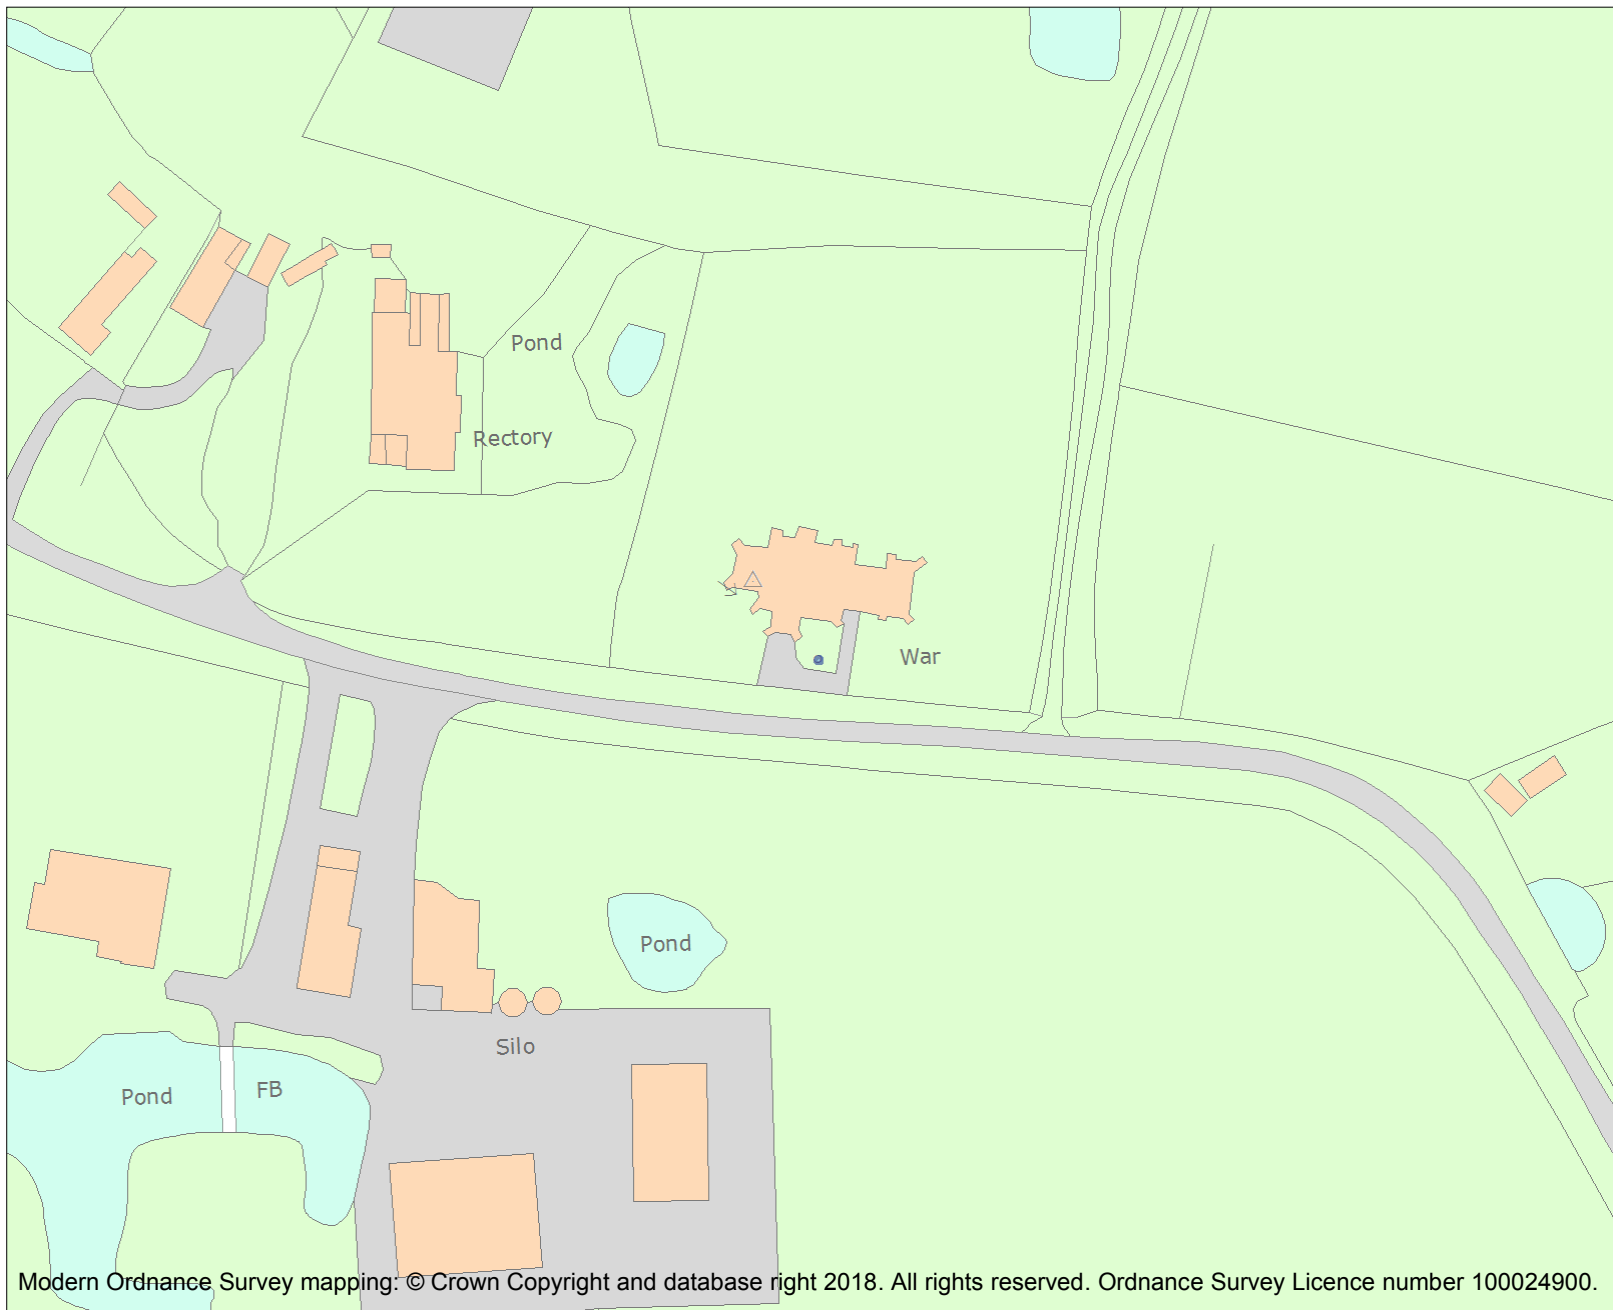 Pond
Rectory
War
Pond
Silo
Pond
FB
Modern Ordnance Survey mapping: © Crown Copyright and database right 2018. All rights reserved. Ordnance Survey Licence number 100024900.